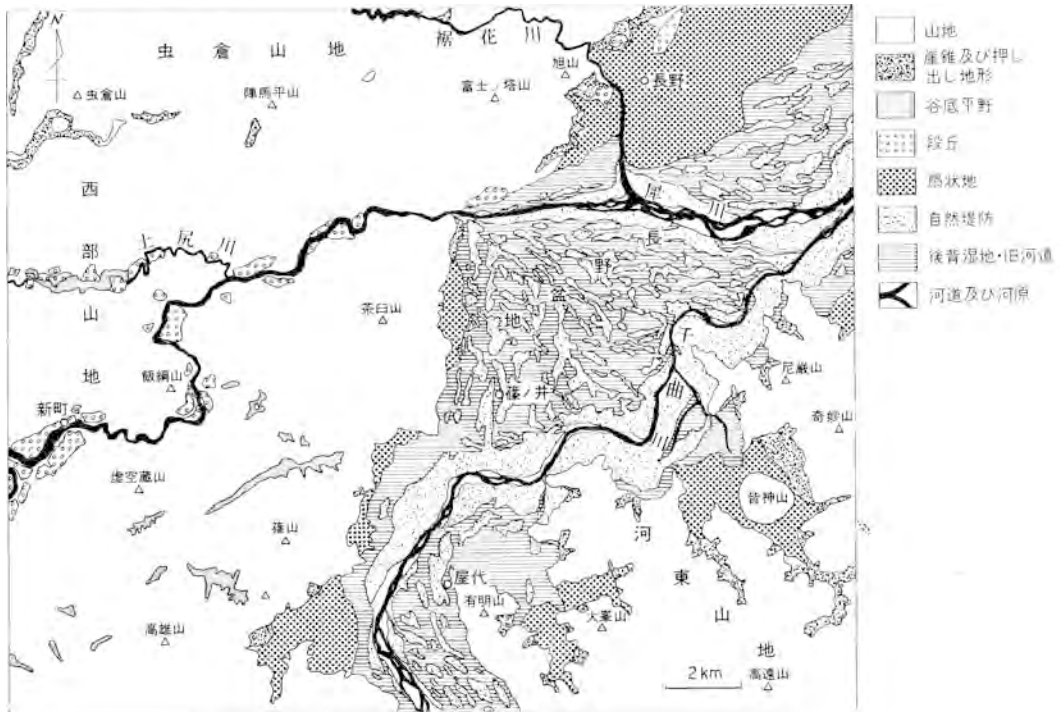 N
虫倉山地
裾花川
旭山
長野
虫倉山
陣馬平山
富士ノ塔山
西部山地
土尻川
犀川
長野盆地
茶臼山
千曲川
飯綱山
篠ノ井
尼巌山
新町
奇妙山
虚空蔵山
皆神山
篠山
河東山地
屋代
有明山
大峯山
高雄山
2km
高遠山
山地
崖錐及び押し
出し地形
谷底平野
段丘
扇状地
自然堤防
後背湿地・旧河道
河道及び河原